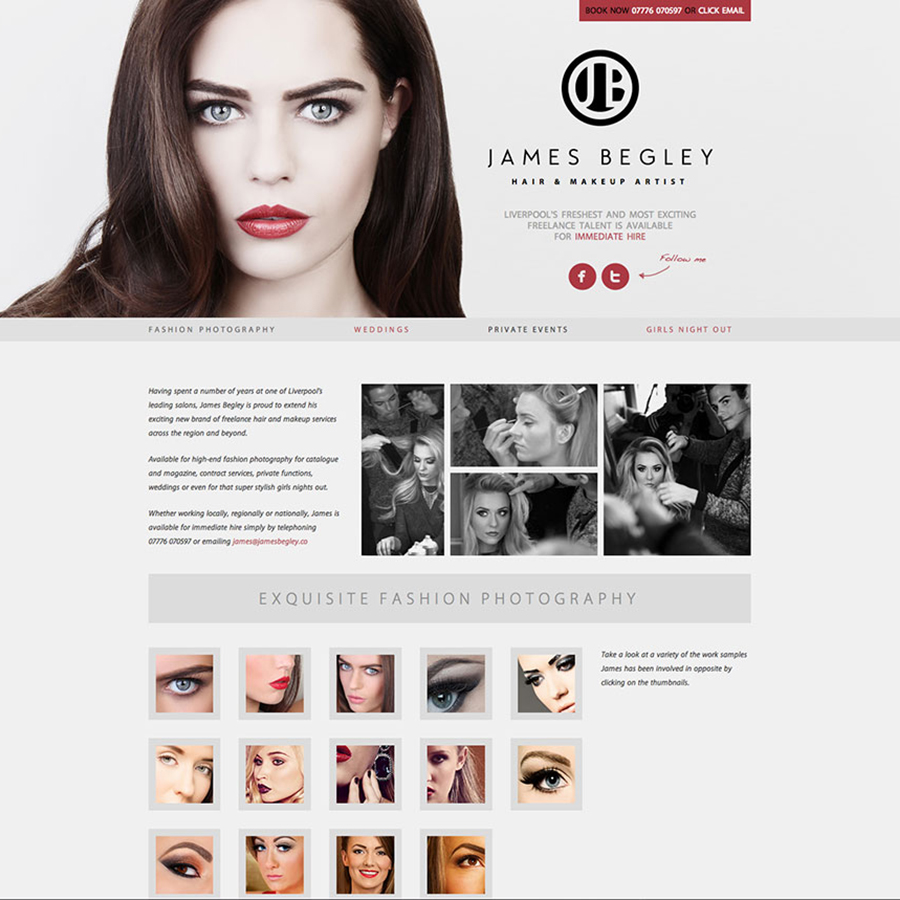 BOOK NOW 07776 070597 OR CLICK EMAIL
JB
JAMES BEGLEY
HAIR & MAKEUP ARTIST
LIVERPOOL'S FRESHEST AND MOST EXCITING
FREELANCE TALENT IS AVAILABLE
FOR IMMEDIATE HIRE
Follow me
FASHION PHOTOGRAPHY
WEDDINGS
PRIVATE EVENTS
GIRLS NIGHT OUT
Having spent a number of years at one of Liverpool's
leading salons, James Begley is proud to extend his
exciting new brand of freelance hair and makeup services
across the region and beyond.
Available for high-end fashion photography for catalogue
and magazine, contract services, private functions,
weddings or even for that super stylish girls nights out.
Whether working locally, regionally or nationally, James is
available for immediate hire simply by telephoning
07776 070597 or emailing james@jamesbegley.co
EXQUISITE FASHION PHOTOGRAPHY
Take a look at a variety of the work samples
James has been involved in opposite by
clicking on the thumbnails.